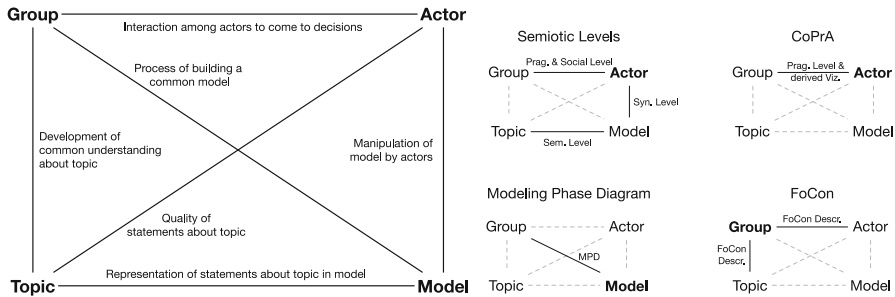 Group
Actor
Interaction among actors to come to decisions
Process of building a
common model
Development of
common understanding
about topic
Manipulation of
model by actors
Quality of
statements about topic
Representation of statements about topic in model
Topic
Model
Semiotic Levels
Group
Prag. & Social Level
Actor
Syn. Level
Topic
Sem. Level
Model
CoPrA
Group
Prag. Level &
derived Viz.
Actor
Topic
Model
Modeling Phase Diagram
Group
Actor
MPD
Topic
Model
FoCon
Group
FoCon Descr.
Actor
FoCon
Descr.
Topic
Model